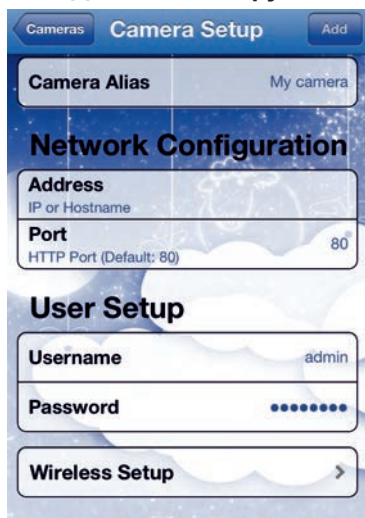 Cameras
Camera Setup
Add
Camera Alias
My camera
Network Configuration
Address
IP or Hostname
Port
80
HTTP Port (Default: 80)
User Setup
Username
admin
Password
••••••••
Wireless Setup